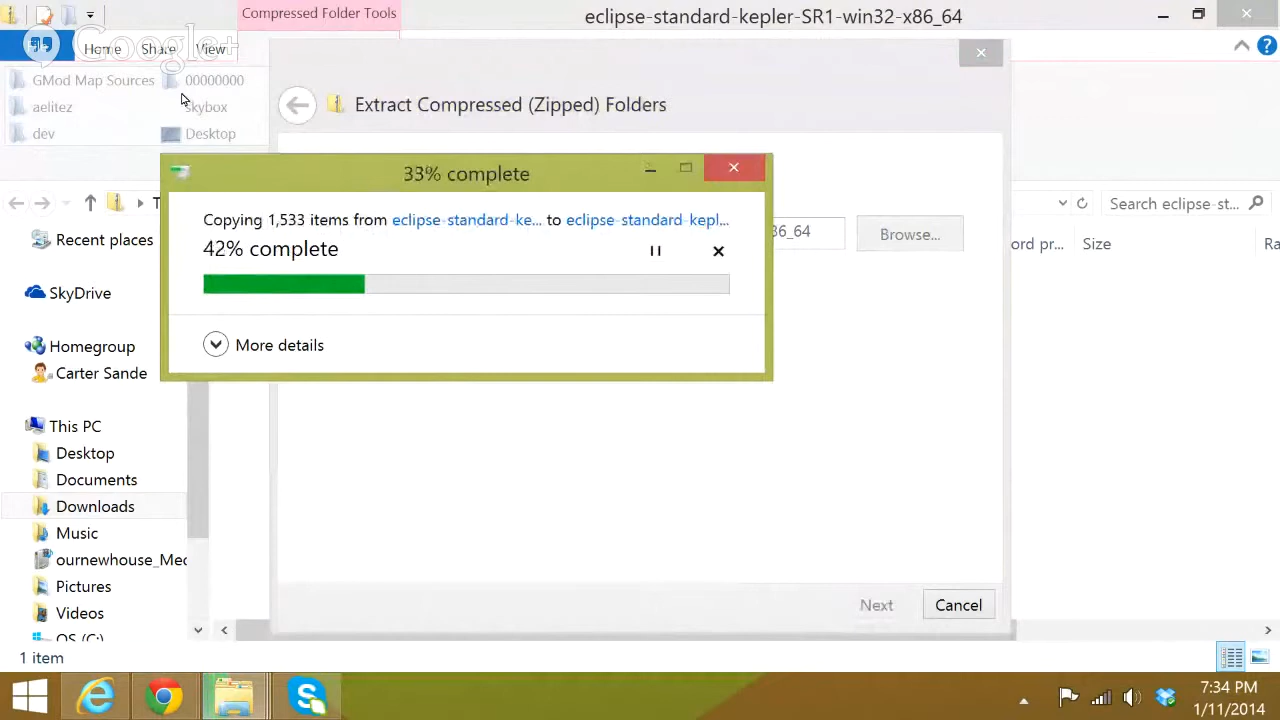 Compressed Folder Tools
eclipse-standard-kepler-SR1-win32-x86_64
File
Home
Share
View
Google+
GMod Map Sources
00000000
aelitez
skybox
dev
Desktop
Extract Compressed (Zipped) Folders
33% complete
Copying 1,533 items from eclipse-standard-ke... to eclipse-standard-kepl...
42% complete
More details
86_64
Browse...
Search eclipse-st...
ord pr...
Size
Ra
Recent places
SkyDrive
Homegroup
Carter Sande
This PC
Desktop
Documents
Downloads
Music
ournewhouse_Med
Pictures
Videos
OS (C:)
Next
Cancel
1 item
7:34 PM
1/11/2014